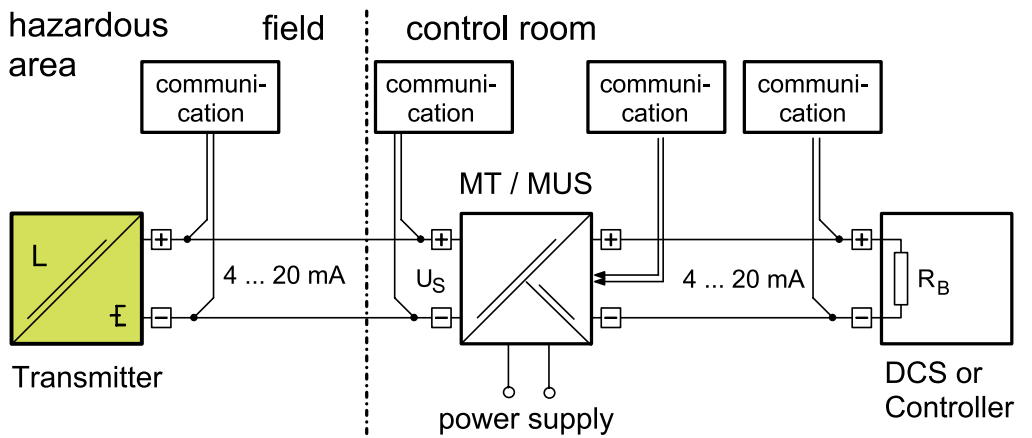 hazardous
area
field
control room
communi-
cation
communi-
cation
communi-
cation
communi-
cation
MT / MUS
L
E
+
−
4 ... 20 mA
+
−
U_S
+
−
4 ... 20 mA
+
−
R_B
Transmitter
power supply
DCS or
Controller